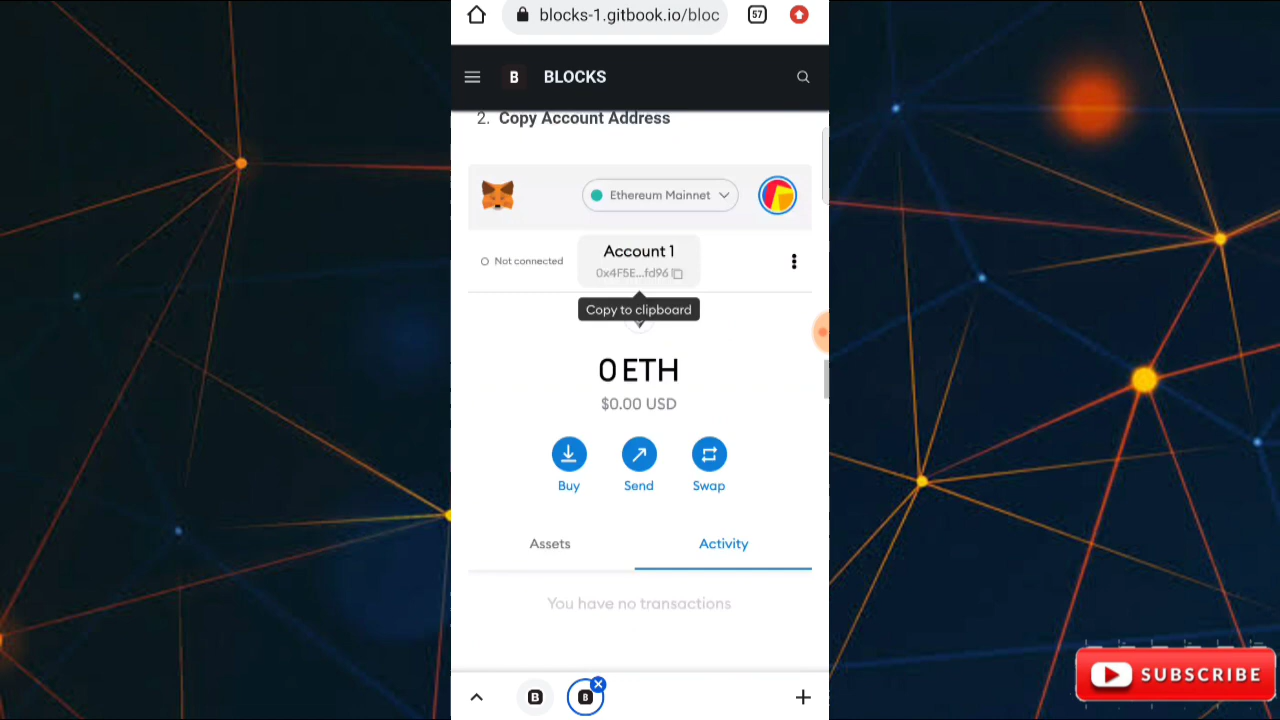 blocks-1.gitbook.io/bloc
57
B BLOCKS
2. Copy Account Address
Ethereum Mainnet
Not connected
Account 1
0x4F5E...fd96
Copy to clipboard
0 ETH
$0.00 USD
Buy Send Swap
Assets Activity
You have no transactions
B B
SUBSCRIBE